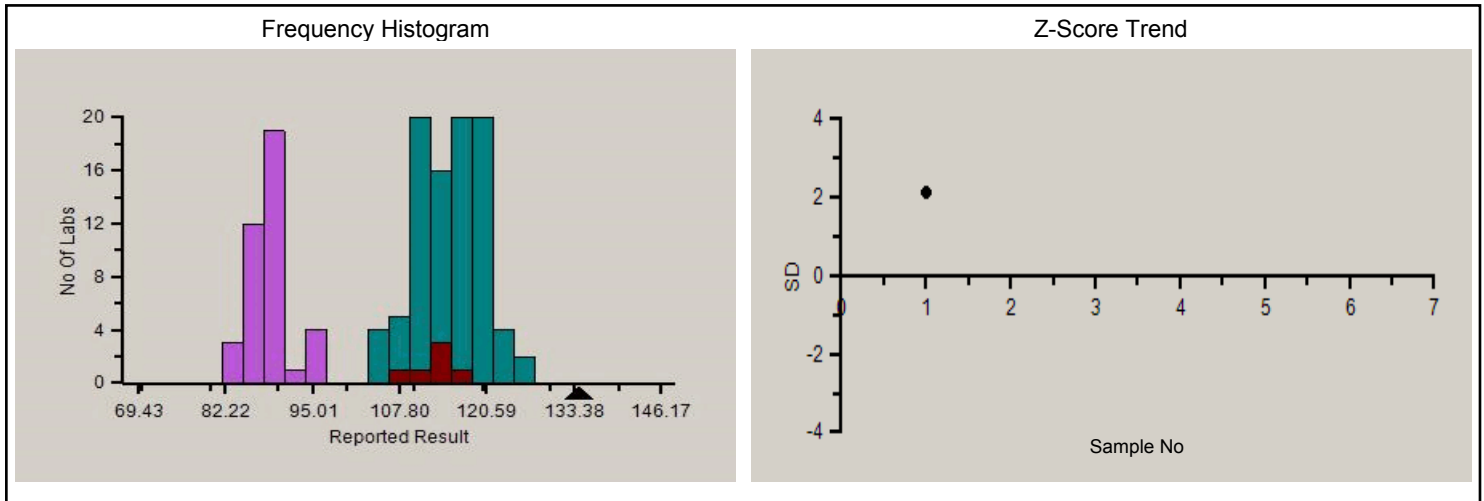 Frequency Histogram
20
16
12
8
4
0
No Of Labs
69.43 82.22 95.01 107.80 120.59 133.38 146.17
Reported Result
Z-Score Trend
4
2
0
-2
-4
SD
0 1 2 3 4 5 6 7
Sample No